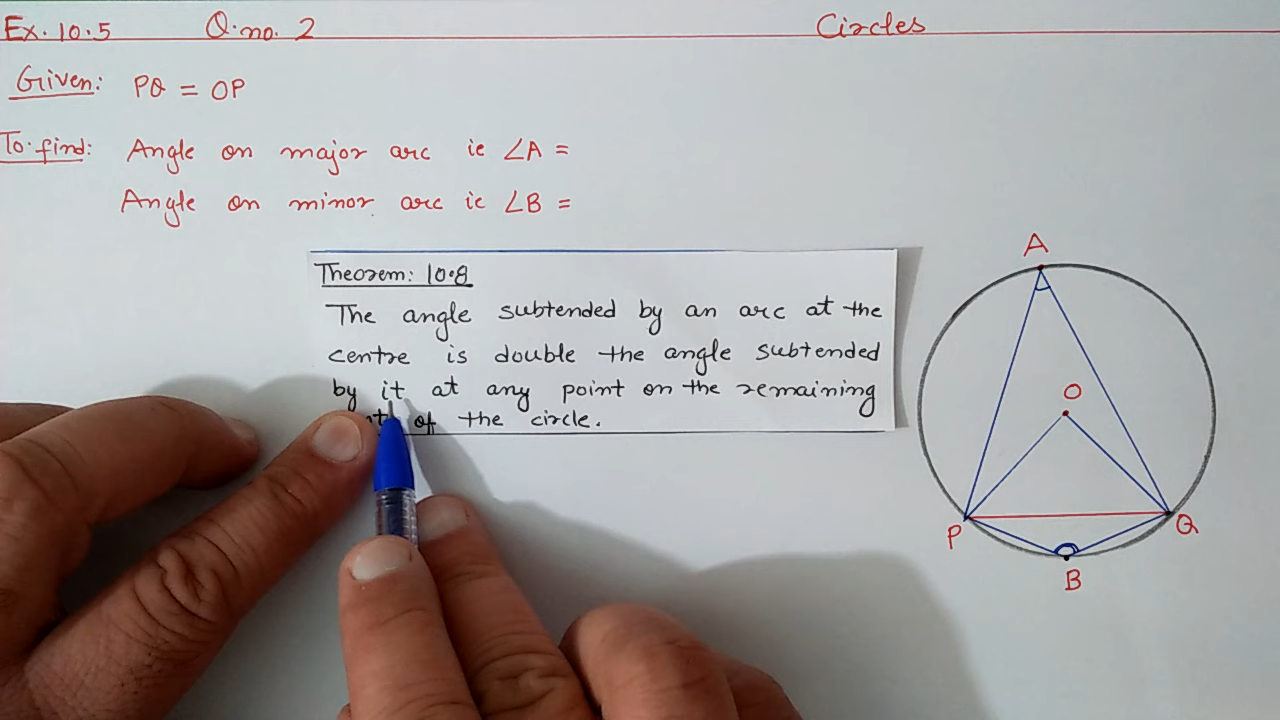 Ex. 10.5 Q.no. 2 Circles
Given: PQ = OP
To find: Angle on major arc ie ∠A =
Angle on minor arc ie ∠B =
Theorem: 10.8
The angle subtended by an arc at the
centre is double the angle subtended
by it at any point on the remaining
of the circle.
A
O
P
Q
B